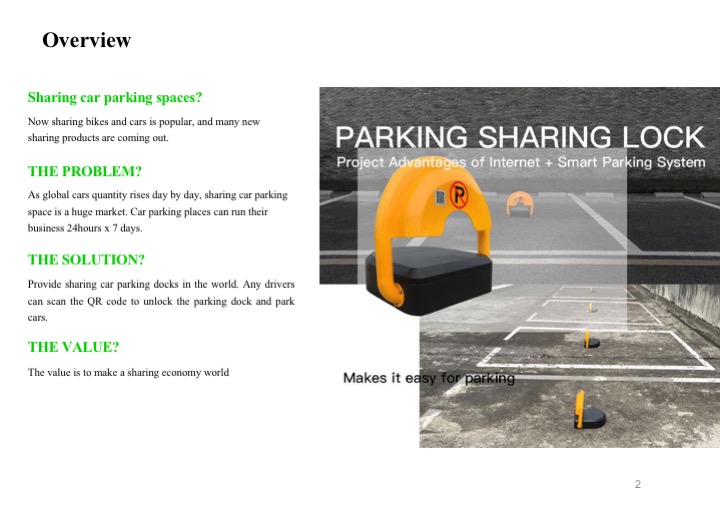 Overview
Sharing car parking spaces?
Now sharing bikes and cars is popular, and many new
sharing products are coming out.
THE PROBLEM?
As global cars quantity rises day by day, sharing car parking
space is a huge market. Car parking places can run their
business 24hours x 7 days.
THE SOLUTION?
Provide sharing car parking docks in the world. Any drivers
can scan the QR code to unlock the parking dock and park
cars.
THE VALUE?
The value is to make a sharing economy world
PARKING SHARING LOCK
Project Advantages of Internet + Smart Parking System
P
Makes it easy for parking
2